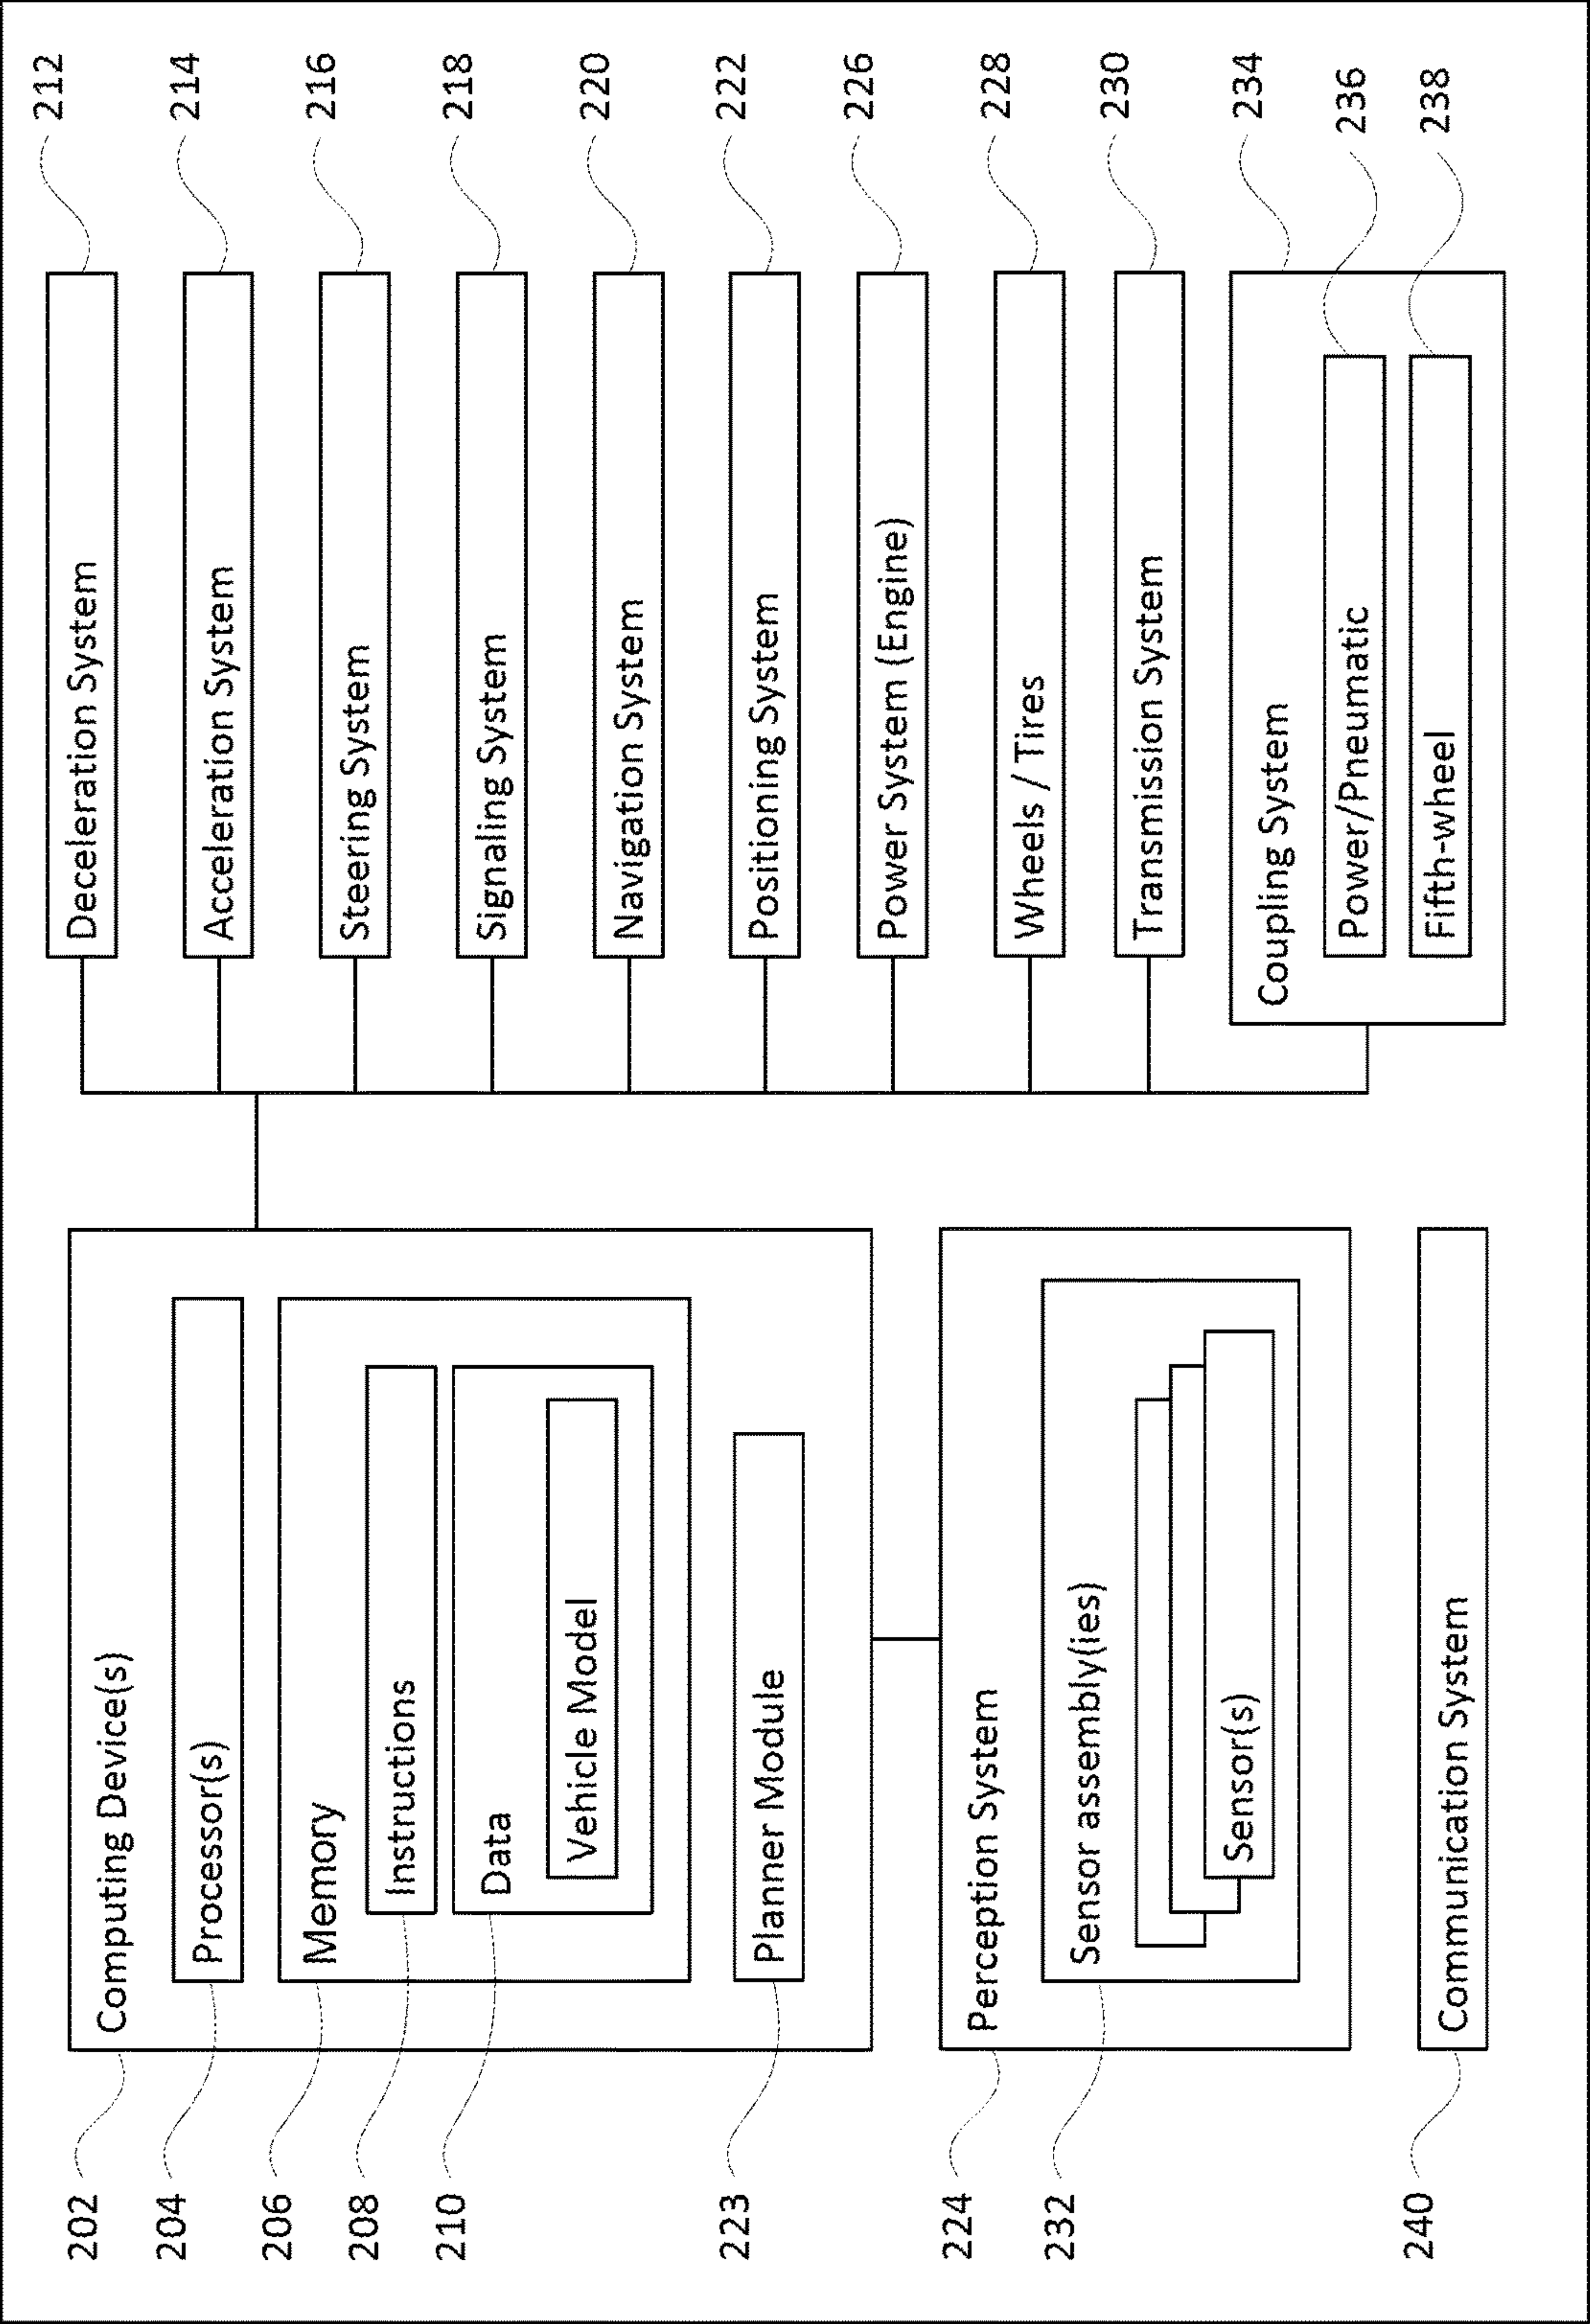 202
Computing Device(s)
204
Processor(s)
206
Memory
208
Instructions
210
Data
Vehicle Model
223
Planner Module
224
Perception System
232
Sensor assembly(ies)
Sensor(s)
240
Communication System
Deceleration System
212
Acceleration System
214
Steering System
216
Signaling System
218
Navigation System
220
Positioning System
222
Power System (Engine)
226
Wheels / Tires
228
Transmission System
230
Coupling System
234
Power/Pneumatic
236
Fifth-wheel
238